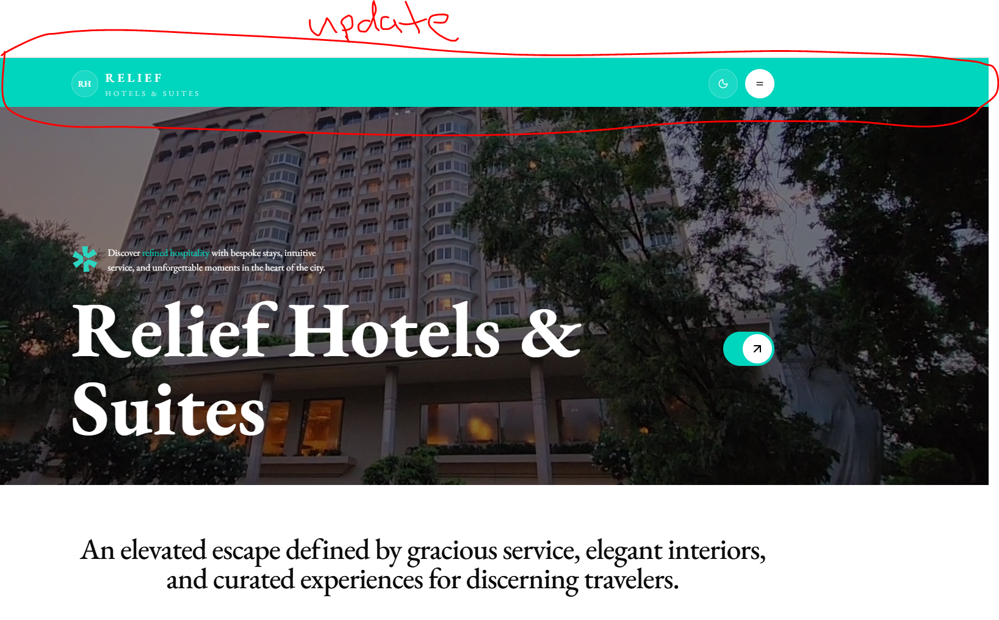 update
RH
RELIEF
HOTELS & SUITES
Discover refined hospitality with bespoke stays, intuitive
service, and unforgettable moments in the heart of the city.
Relief Hotels &
Suites
An elevated escape defined by gracious service, elegant interiors,
and curated experiences for discerning travelers.